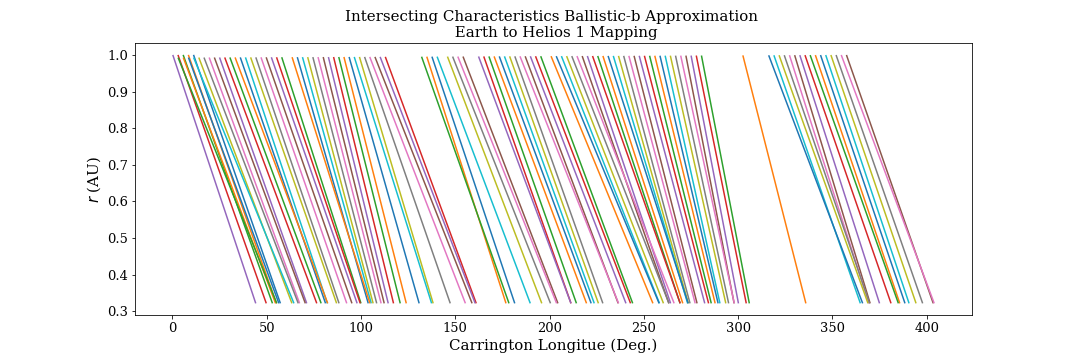 Intersecting Characteristics Ballistic-b Approximation
Earth to Helios 1 Mapping
r (AU)
1.0
0.9
0.8
0.7
0.6
0.5
0.4
0.3
0 50 100 150 200 250 300 350 400
Carrington Longitue (Deg.)